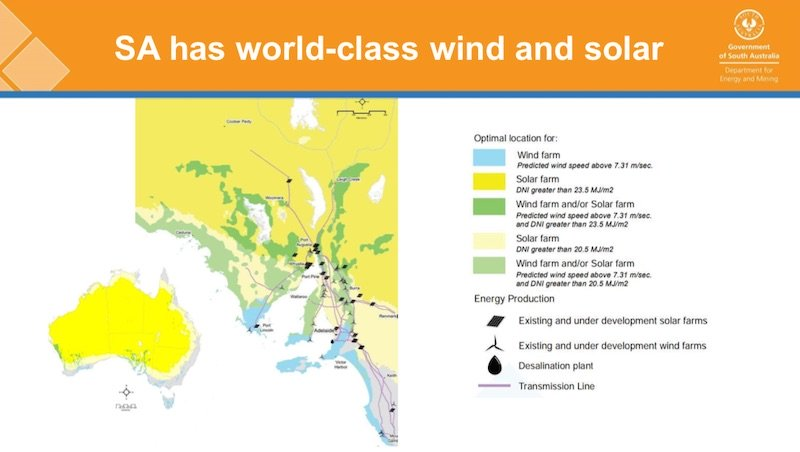 SA has world-class wind and solar
Government
of South Australia
Department for
Energy and Mining
Coober Pedy
Leigh Creek
Woomera
Ceduna
Port
Augusta
Whyalla
Port Pirie
Burra
Wallaroo
Renmark
Port
Lincoln
Adelaide
Victor
Harbor
Keith
Optimal location for:
Wind farm
Predicted wind speed above 7.31 m/sec.
Solar farm
DNI greater than 23.5 MJ/m2
Wind farm and/or Solar farm
Predicted wind speed above 7.31 m/sec.
and DNI greater than 23.5 MJ/m2
Solar farm
DNI greater than 20.5 MJ/m2
Wind farm and/or Solar farm
Predicted wind speed above 7.31 m/sec.
and DNI greater than 20.5 MJ/m2
Energy Production
Existing and under development solar farms
Existing and under development wind farms
Desalination plant
Transmission Line